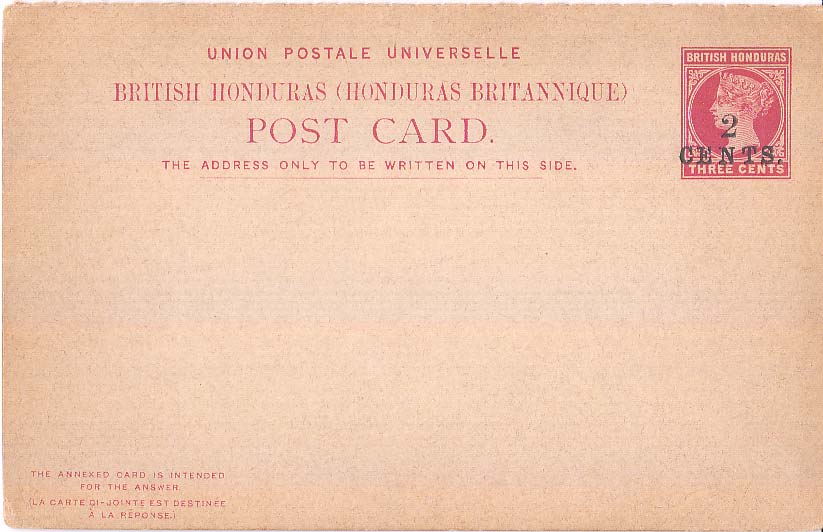 UNION POSTALE UNIVERSELLE
BRITISH HONDURAS (HONDURAS BRITANNIQUE)
POST CARD.
THE ADDRESS ONLY TO BE WRITTEN ON THIS SIDE.
BRITISH HONDURAS
2
CENTS.
THREE CENTS
THE ANNEXED CARD IS INTENDED
FOR THE ANSWER.
(LA CARTE CI-JOINTE EST DESTINÉE
À LA RÉPONSE.)